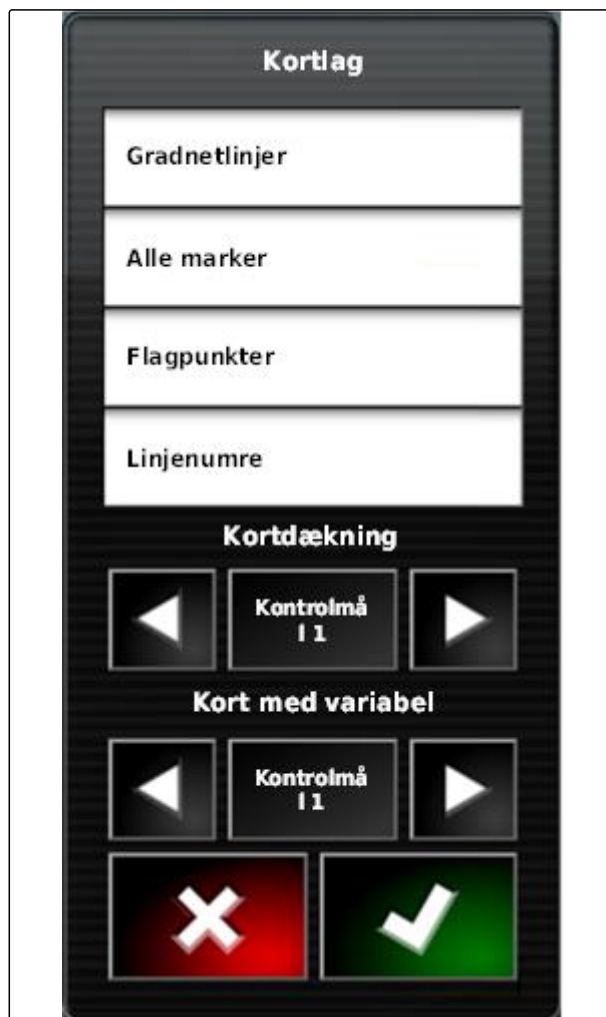 Kortlag
Gradnetlinjer
Alle marker
Flagpunkter
Linjenumre
Kortdækning
Kontrolmå
l 1
Kort med variabel
Kontrolmå
l 1